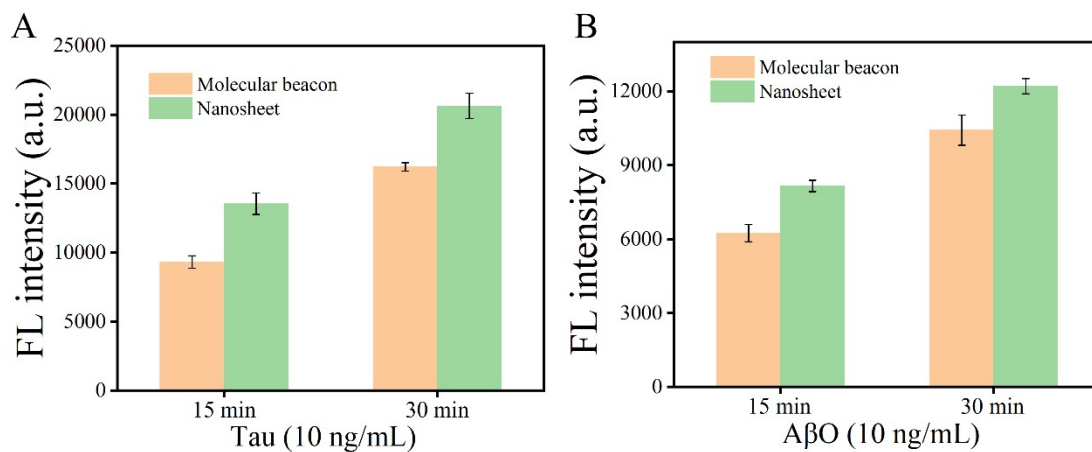 A
FL intensity (a.u.)
25000
20000
15000
10000
5000
0
Molecular beacon
Nanosheet
15 min
30 min
Tau (10 ng/mL)
B
FL intensity (a.u.)
12000
9000
6000
3000
0
Molecular beacon
Nanosheet
15 min
30 min
AβO (10 ng/mL)